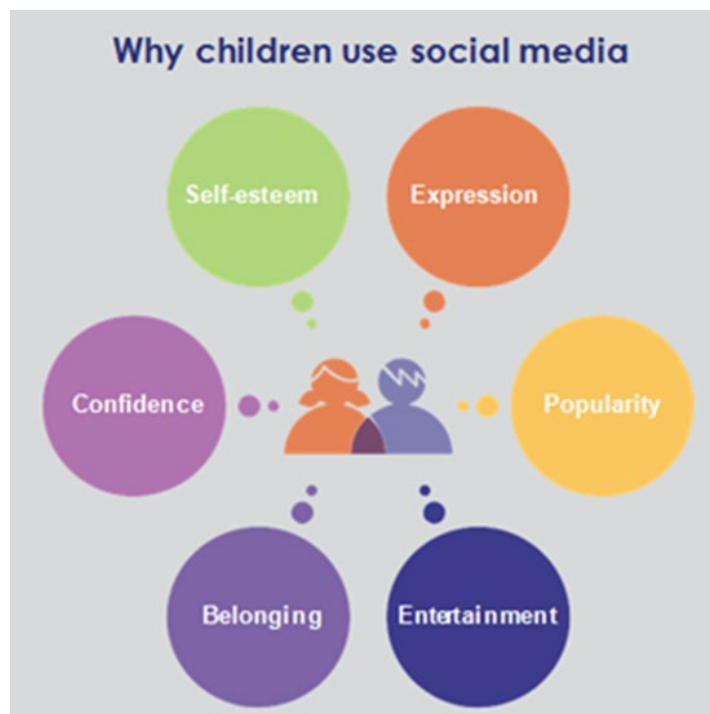 Why children use social media
Self-esteem
Expression
Confidence
Popularity
Belonging
Entertainment